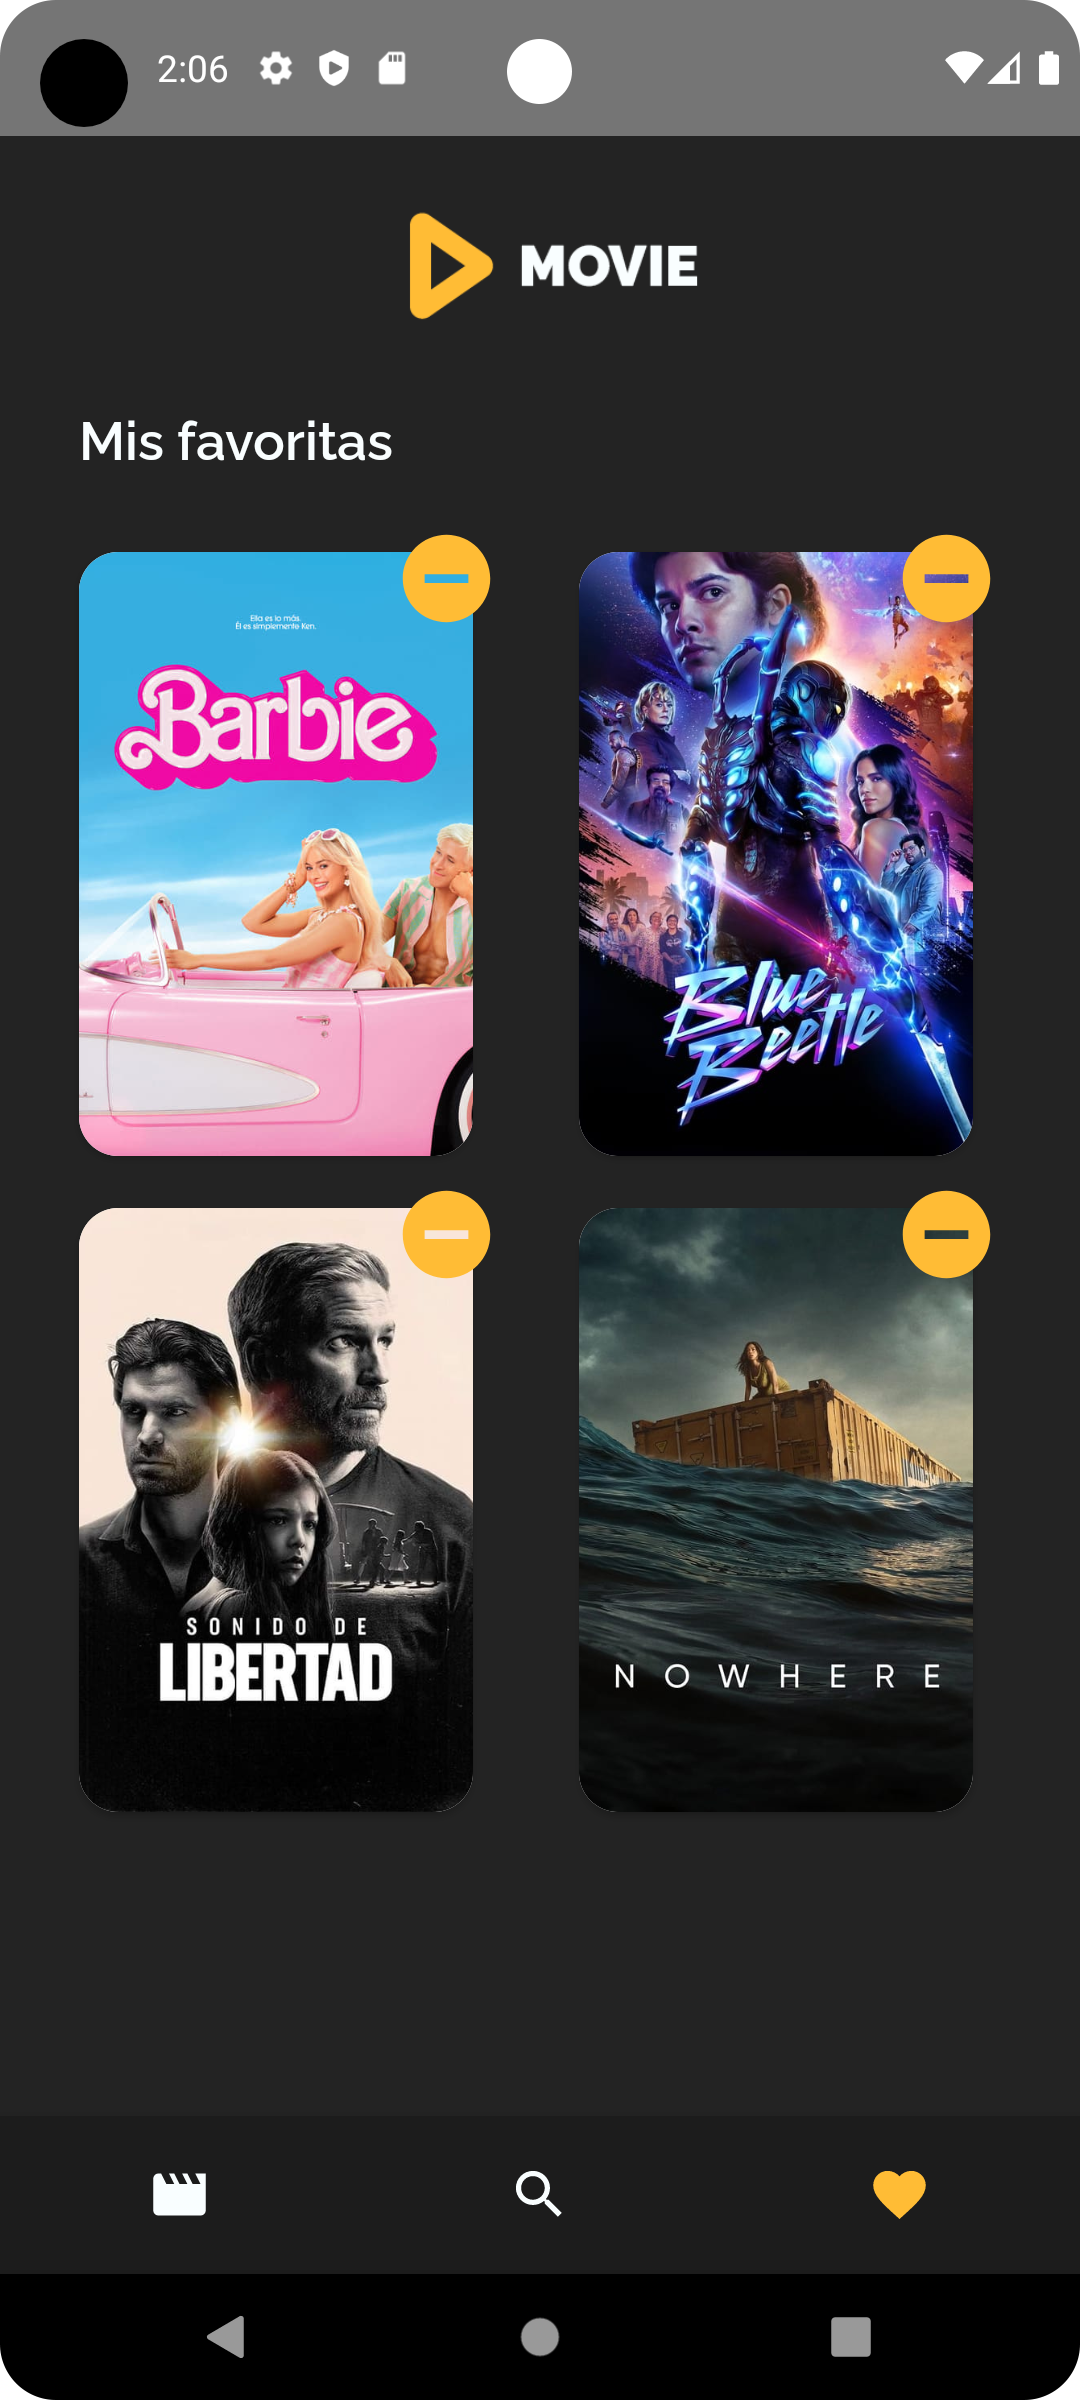 2:06
MOVIE
Mis favoritas
Ella es lo más.
Él es simplemente Ken.
Barbie
Blue
Beetle
SONIDO DE
LIBERTAD
NOWHERE